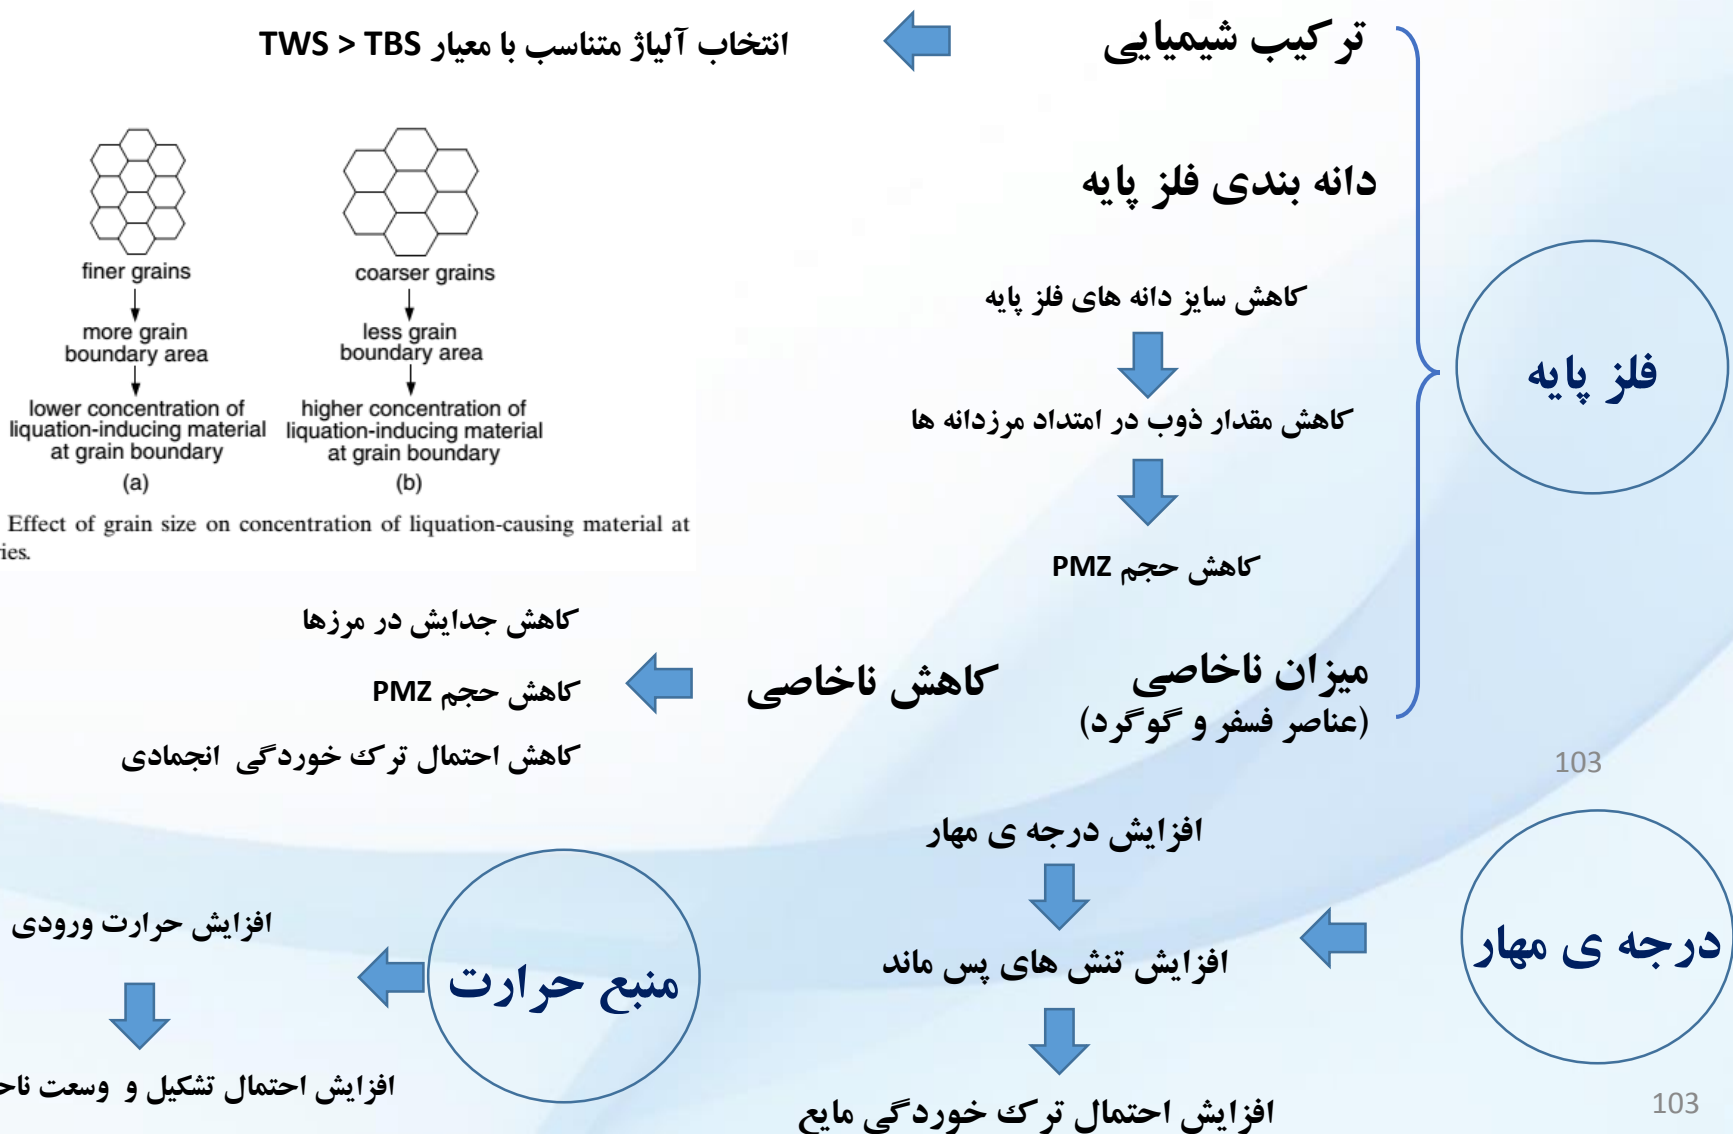 ترکیب شیمیایی
انتخاب آلیاژ متناسب با معیار TWS > TBS
دانه بندی فلز پایه
کاهش سایز دانه های فلز پایه
کاهش مقدار ذوب در امتداد مرزدانه ها
کاهش حجم PMZ
فلز پایه
finer grains
more grain
boundary area
lower concentration of
liquation-inducing material
at grain boundary
(a)
coarser grains
less grain
boundary area
higher concentration of
liquation-inducing material
at grain boundary
(b)
Effect of grain size on concentration of liquation-causing material at
ries.
میزان ناخاصی
(عناصر فسفر و گوگرد)
کاهش ناخاصی
کاهش جدایش در مرزها
کاهش حجم PMZ
کاهش احتمال ترک خوردگی انجمادی
103
درجه ی مهار
افزایش درجه ی مهار
افزایش تنش های پس ماند
افزایش احتمال ترک خوردگی مایع
منبع حرارت
افزایش حرارت ورودی
افزایش احتمال تشکیل و وسعت ناح
103